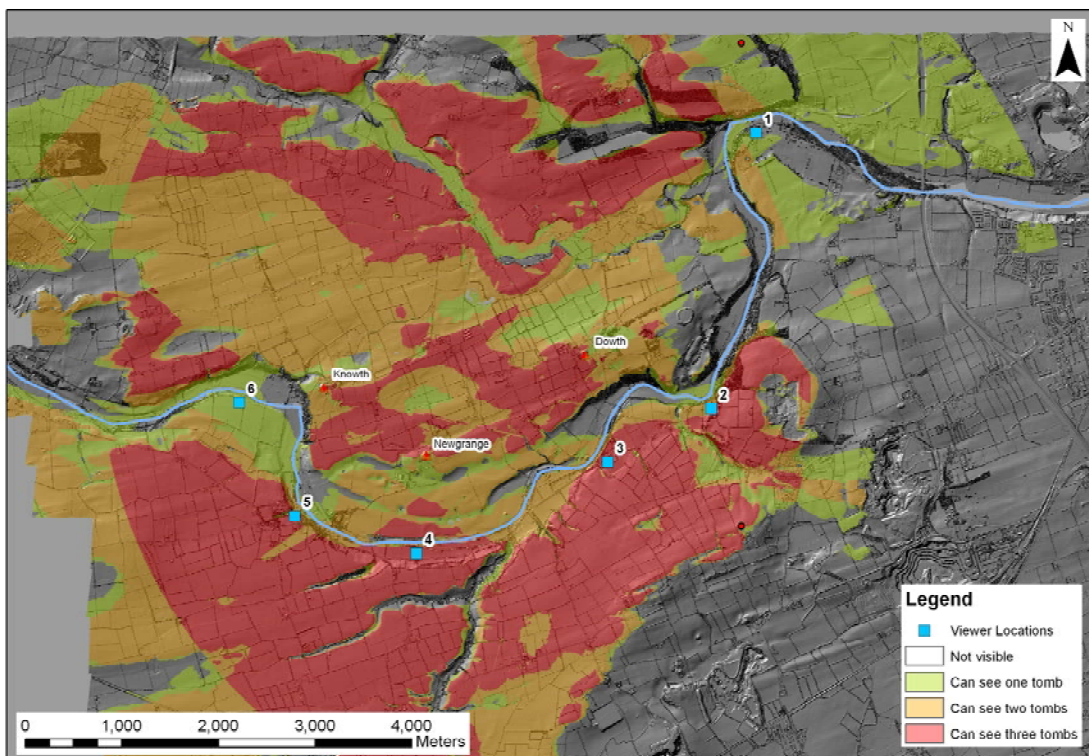 N
1
Dowth
Knowth
6
2
Newgrange
3
5
4
Legend
Viewer Locations
Not visible
Can see one tomb
Can see two tombs
Can see three tombs
0 1,000 2,000 3,000 4,000
Meters